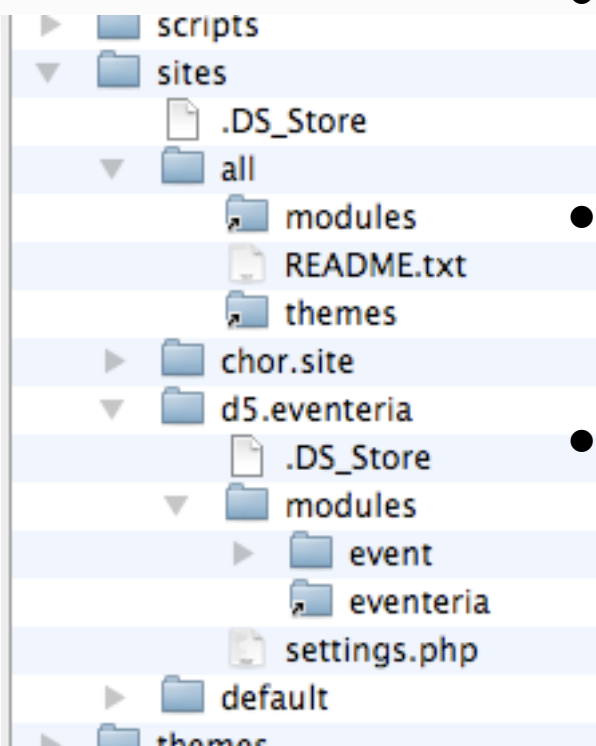 scripts
sites
.DS_Store
all
modules
README.txt
themes
chor.site
d5.eventeria
.DS_Store
modules
event
eventeria
settings.php
default
themes